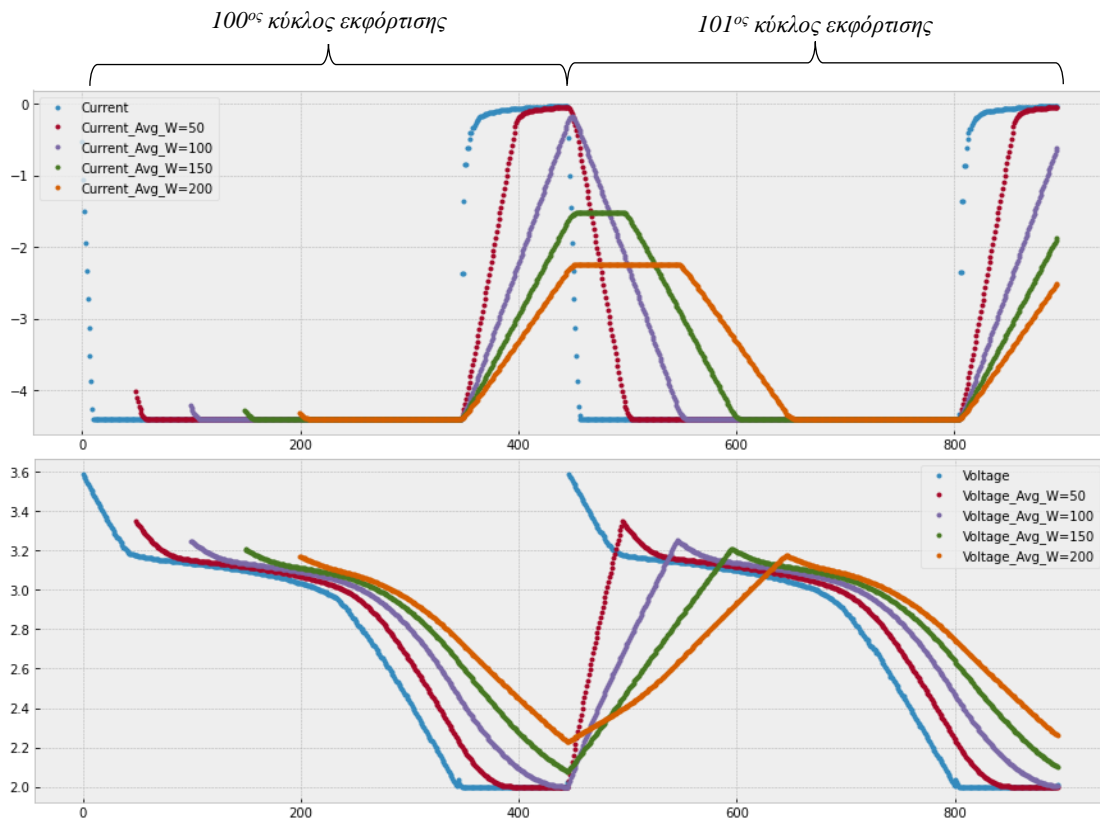 100ος κύκλος εκφόρτισης
101ος κύκλος εκφόρτισης
0
−1
−2
−3
−4
Current
Current_Avg_W=50
Current_Avg_W=100
Current_Avg_W=150
Current_Avg_W=200
0
200
400
600
800
3.6
3.4
3.2
3.0
2.8
2.6
2.4
2.2
2.0
Voltage
Voltage_Avg_W=50
Voltage_Avg_W=100
Voltage_Avg_W=150
Voltage_Avg_W=200
0
200
400
600
800